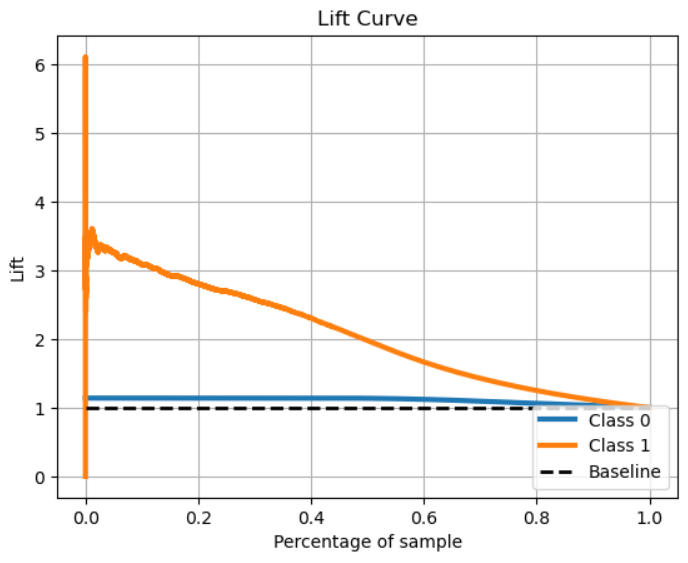 Lift Curve
Lift
6
5
4
3
2
1
0
0.0 0.2 0.4 0.6 0.8 1.0
Percentage of sample
Class 0
Class 1
Baseline